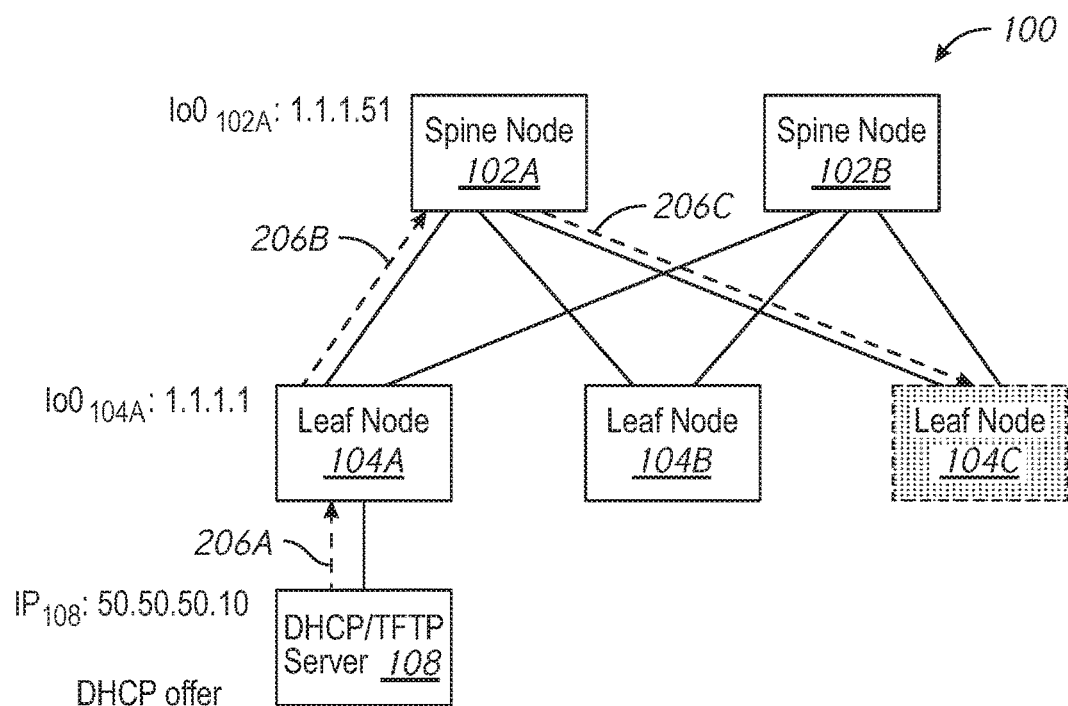 100
lo0 102A: 1.1.1.51
Spine Node
102A
Spine Node
102B
206B
206C
lo0 104A: 1.1.1.1
Leaf Node
104A
Leaf Node
104B
Leaf Node
104C
206A
IP108: 50.50.50.10
DHCP/TFTP
Server 108
DHCP offer